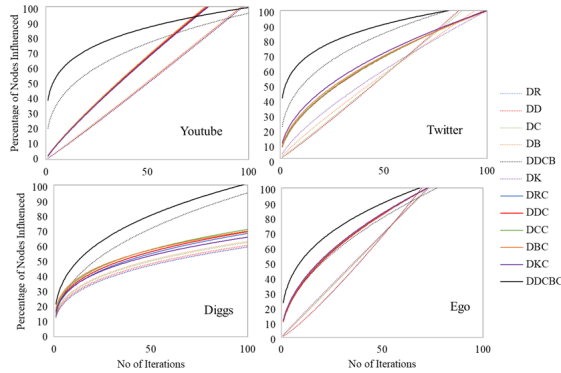 Percentage of Nodes Influenced
100
90
80
70
60
50
40
30
20
10
0
Youtube
0
50
100
100
90
80
70
60
50
40
30
20
10
0
Twitter
0
50
100
Percentage of Nodes Influenced
100
90
80
70
60
50
40
30
20
10
0
Diggs
0
50
100
No of Iterations
100
90
80
70
60
50
40
30
20
10
0
Ego
0
50
100
No of Iterations
DR
DD
DC
DB
DDCB
DK
DRC
DDC
DCC
DBC
DKC
DDCBC